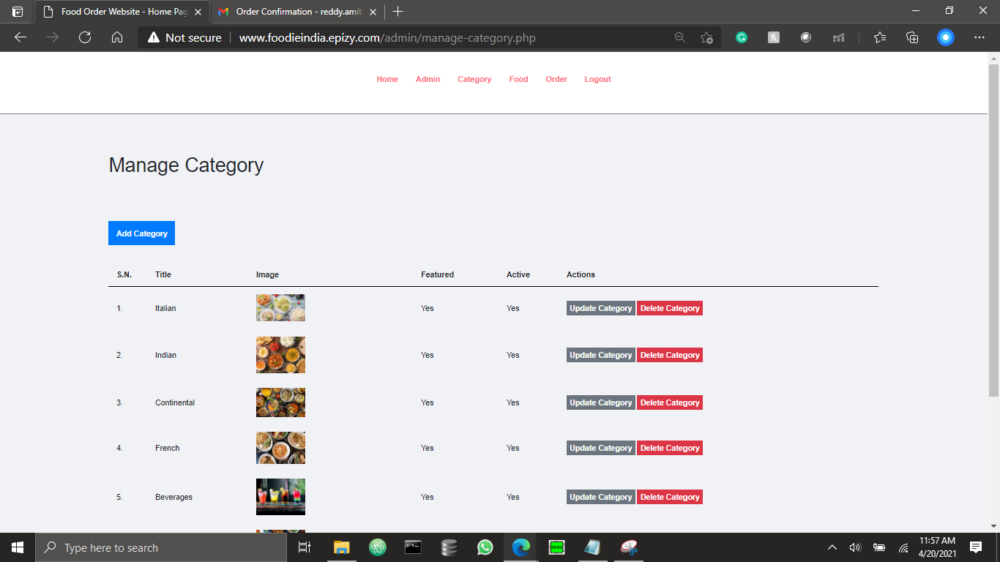 Food Order Website - Home Pag
Order Confirmation - reddy.amit
Not secure www.foodieindia.epizy.com/admin/manage-category.php
Home Admin Category Food Order Logout
Manage Category
Add Category
S.N. Title Image Featured Active Actions
1. Italian Yes Yes Update Category Delete Category
2. Indian Yes Yes Update Category Delete Category
3. Continental Yes Yes Update Category Delete Category
4. French Yes Yes Update Category Delete Category
5. Beverages Yes Yes Update Category Delete Category
Type here to search
11:57 AM
4/20/2021